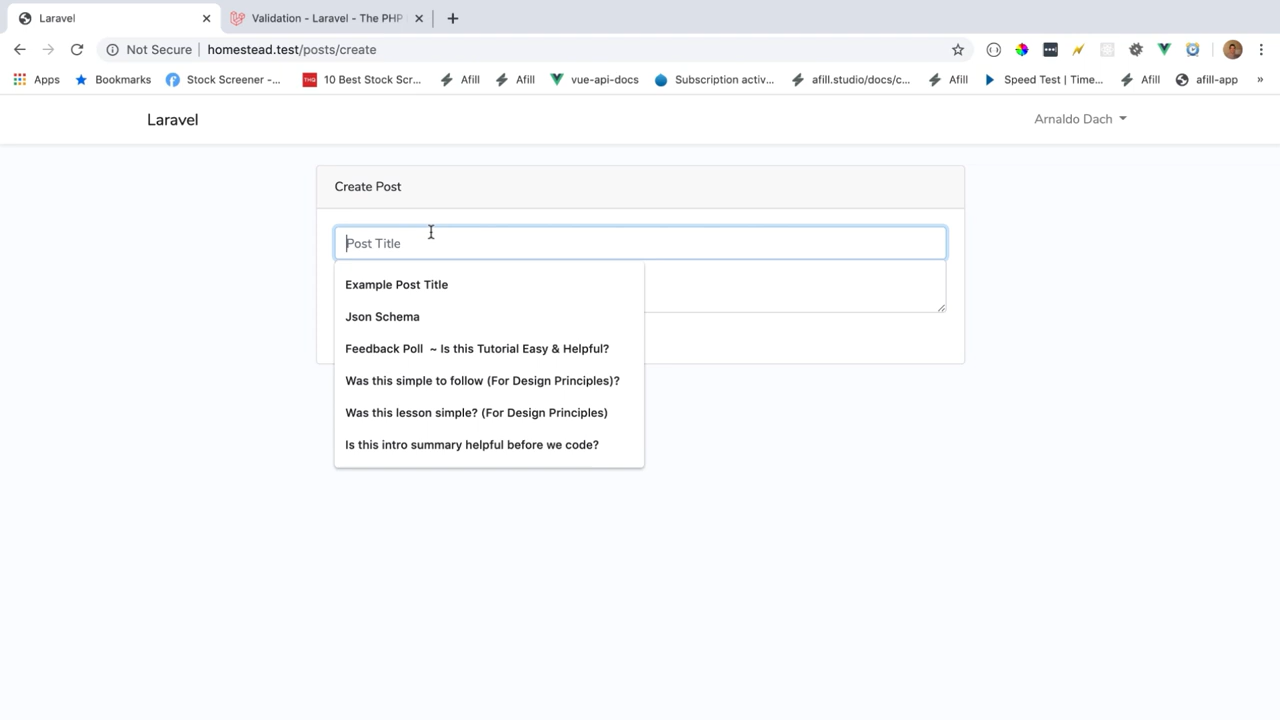 Laravel
Validation - Laravel - The PHP
Not Secure
homestead.test/posts/create
Apps
Bookmarks
Stock Screener -...
10 Best Stock Scr...
Afill
Afill
vue-api-docs
Subscription activ...
afill.studio/docs/c...
Afill
Speed Test | Time...
Afill
afill-app
»
Laravel
Arnaldo Dach
Create Post
Post Title
Example Post Title
Json Schema
Feedback Poll ~ Is this Tutorial Easy & Helpful?
Was this simple to follow (For Design Principles)?
Was this lesson simple? (For Design Principles)
Is this intro summary helpful before we code?